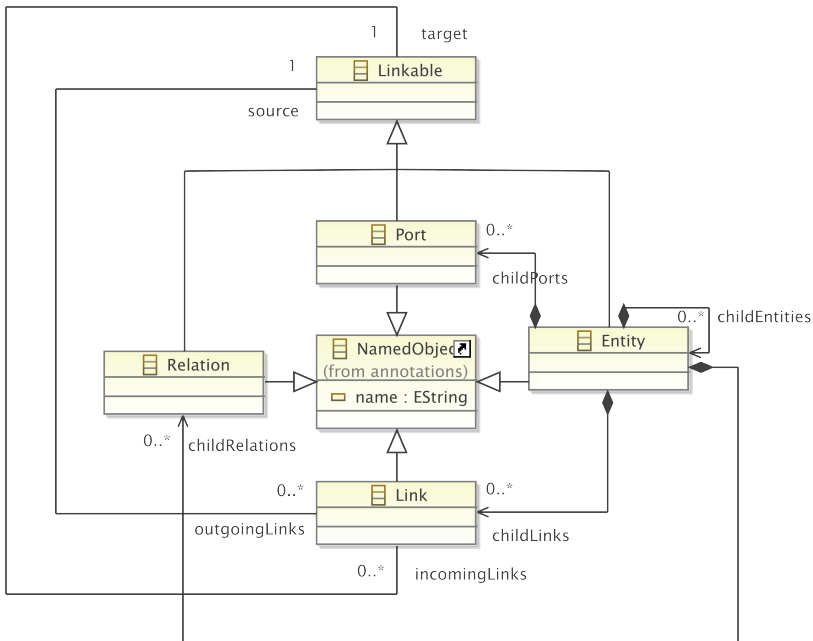 1
target
1
Linkable
source
Port
0..*
childPorts
0..*
childEntities
Entity
NamedObjec
(from annotations)
name : EString
Relation
0..*
childRelations
0..*
Link
0..*
outgoingLinks
childLinks
0..*
incomingLinks